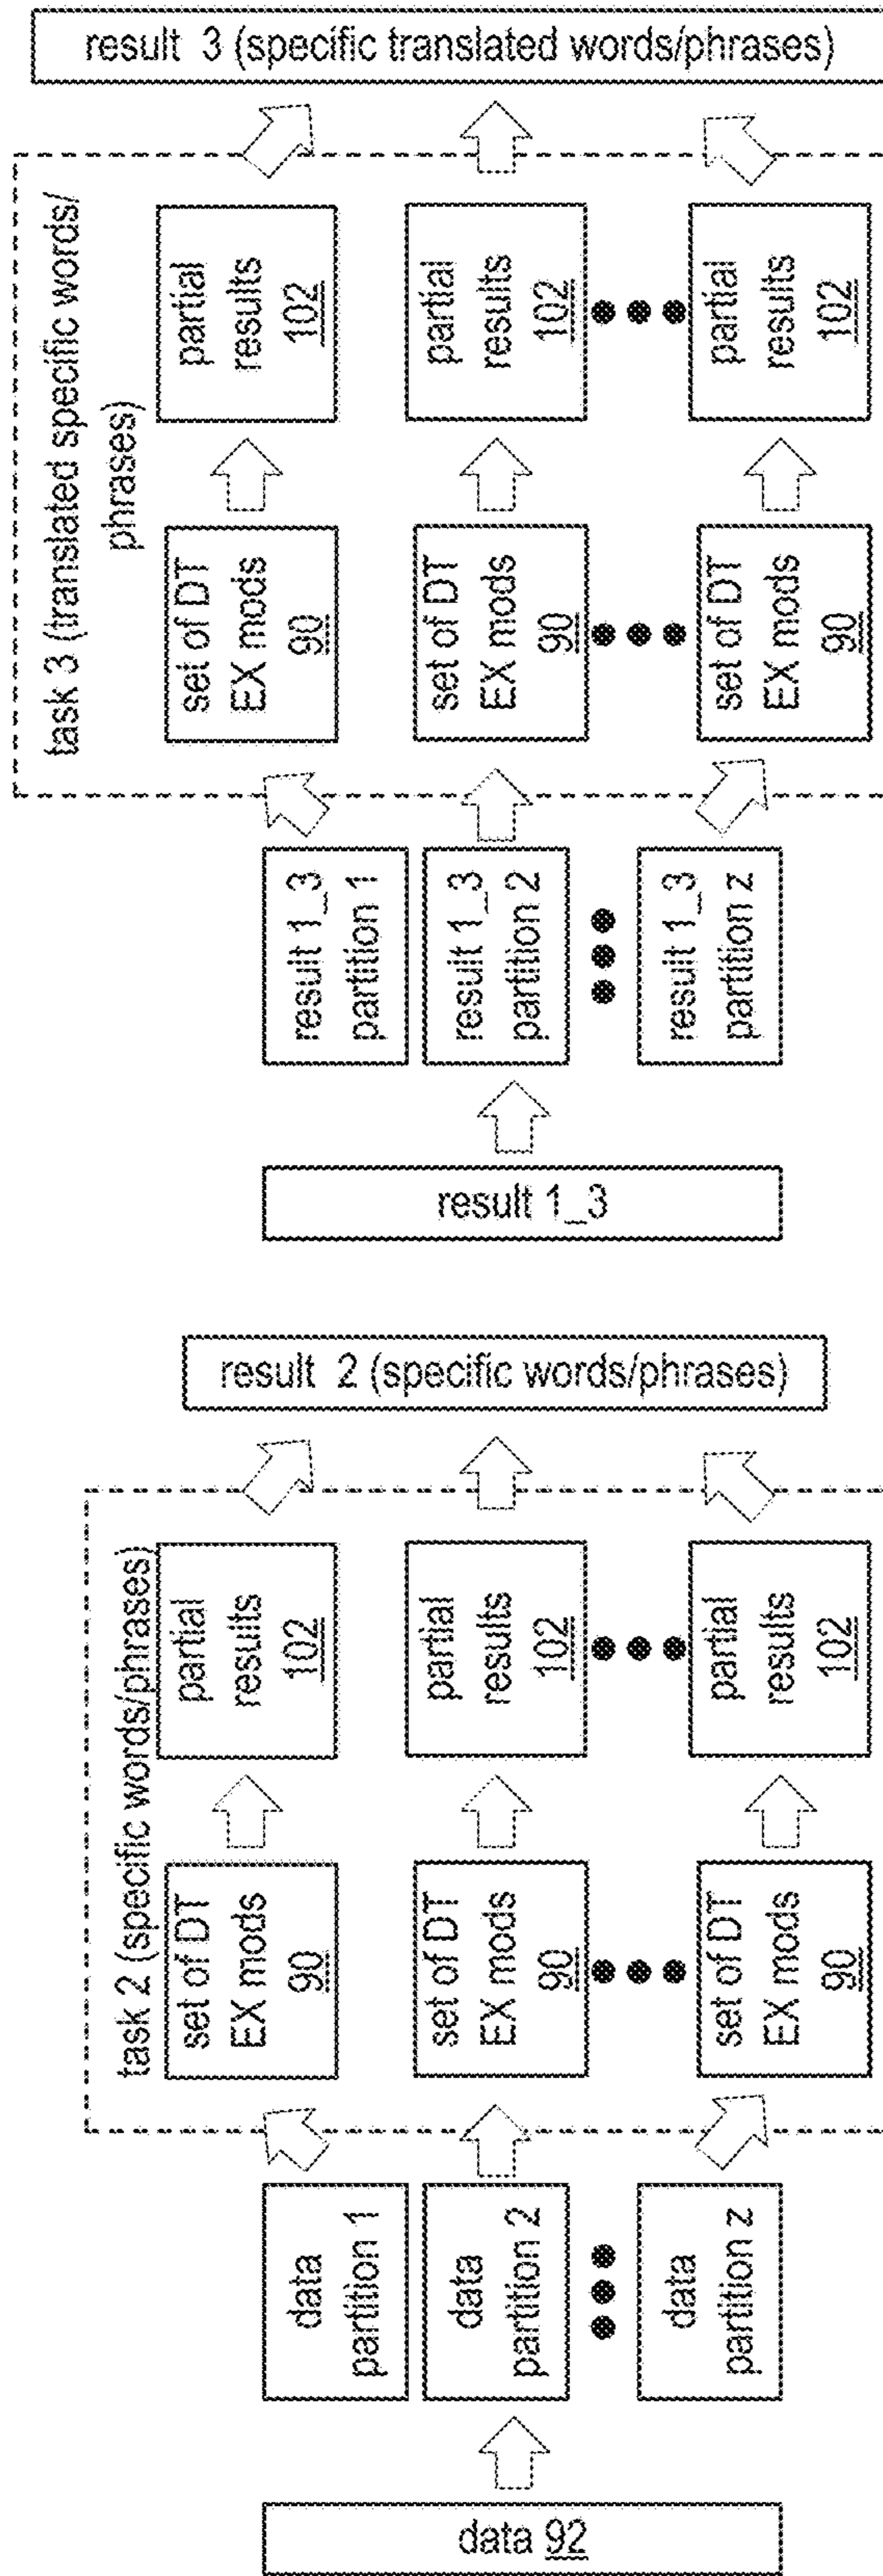 data 92
data
partition 1
data
partition 2
data
partition z
task 2 (specific words/phrases)
set of DT
EX mods
90
set of DT
EX mods
90
set of DT
EX mods
90
partial
results
102
partial
results
102
partial
results
102
result 2 (specific words/phrases)
result 1_3
result 1_3
partition 1
result 1_3
partition 2
result 1_3
partition z
task 3 (translated specific words/
phrases)
set of DT
EX mods
90
set of DT
EX mods
90
set of DT
EX mods
90
partial
results
102
partial
results
102
partial
results
102
result 3 (specific translated words/phrases)